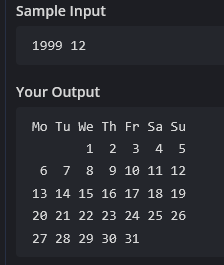 Sample Input
1999 12
Your Output
Mo Tu We Th Fr Sa Su
       1  2  3  4  5
 6  7  8  9 10 11 12
13 14 15 16 17 18 19
20 21 22 23 24 25 26
27 28 29 30 31